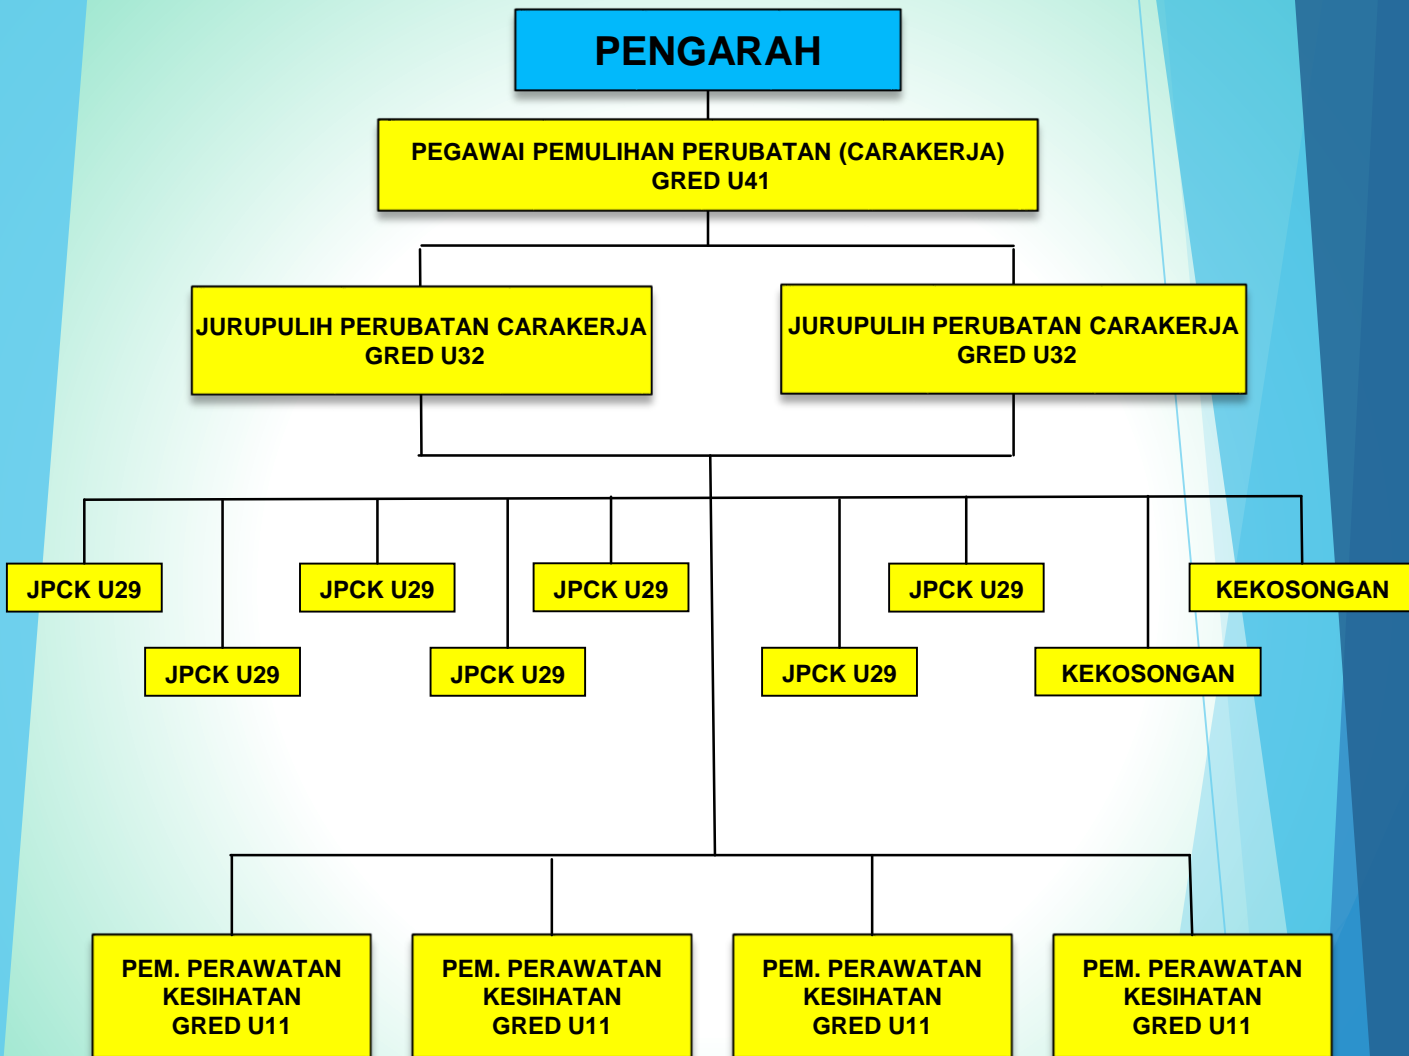 PENGARAH
PEGAWAI PEMULIHAN PERUBATAN (CARAKERJA)
GRED U41
JURUPULIH PERUBATAN CARAKERJA
GRED U32
JURUPULIH PERUBATAN CARAKERJA
GRED U32
JPCK U29
JPCK U29
JPCK U29
JPCK U29
KEKOSONGAN
JPCK U29
JPCK U29
JPCK U29
KEKOSONGAN
PEM. PERAWATAN
KESIHATAN
GRED U11
PEM. PERAWATAN
KESIHATAN
GRED U11
PEM. PERAWATAN
KESIHATAN
GRED U11
PEM. PERAWATAN
KESIHATAN
GRED U11